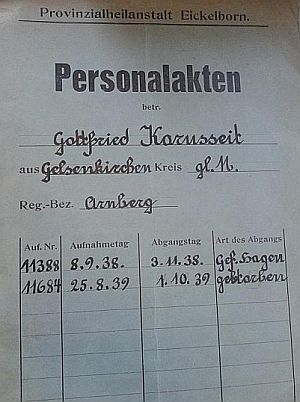 Provinzialheilanstalt Eickelborn.
Personalakten
betr.
Gottfried Karusseit
aus Gelsenkirchen Kreis gl. N.
Reg.-Bez. Arnberg
Auf. Nr. Aufnahmetag Abgangstag Art des Abgangs
11388 8.9.38. 3.11.38. Gef. Hagen
11684 25.8.39 1.10.39 gestorben